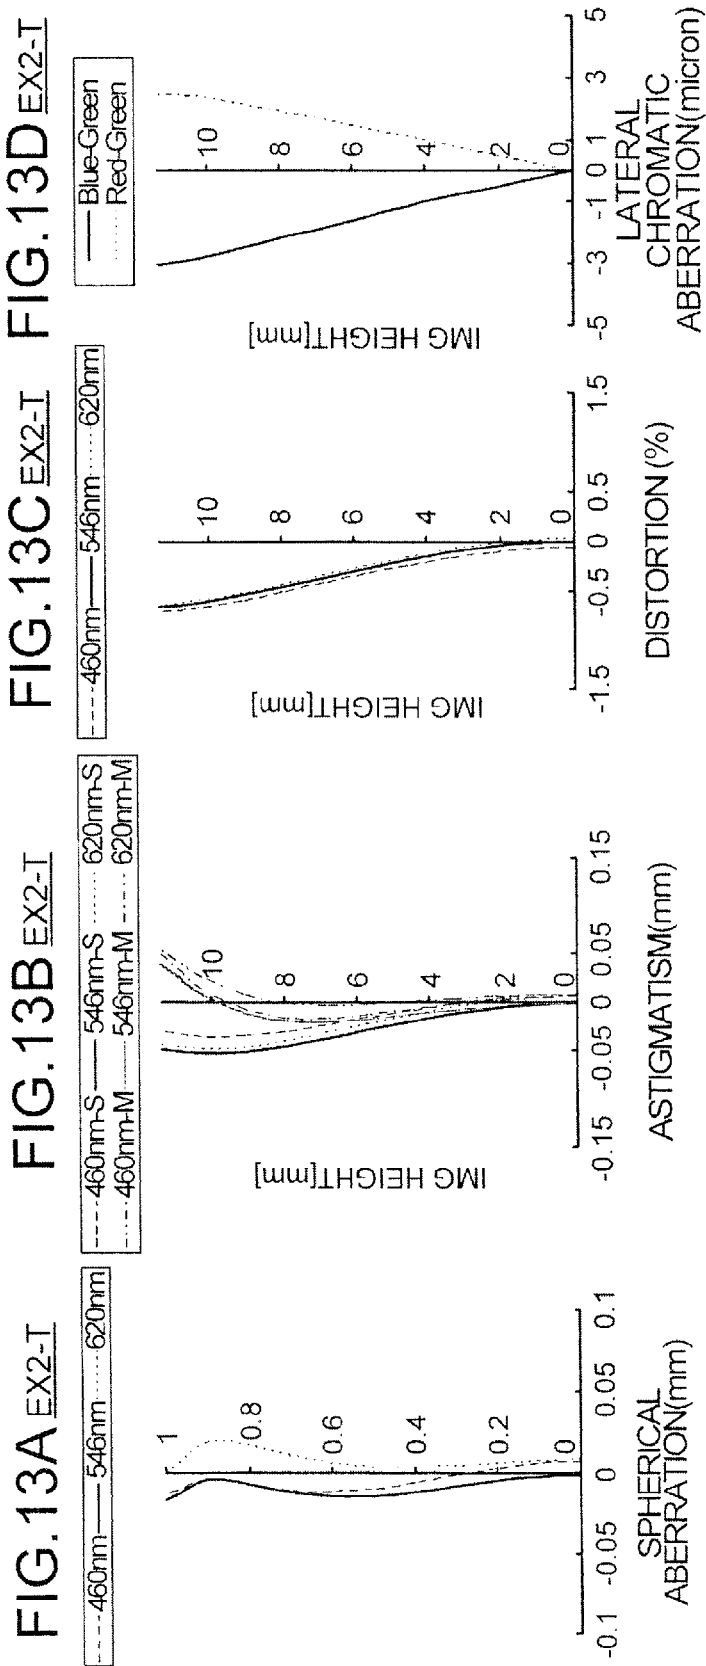 FIG.13A EX2-T
460nm 546nm 620nm
1
0.8
0.6
0.4
0.2
0
-0.1 -0.05 0 0.05 0.1
SPHERICAL
ABERRATION(mm)
FIG.13B EX2-T
460nm-S 546nm-S 620nm-S
460nm-M 546nm-M 620nm-M
IMG HEIGHT[mm]
10
8
6
4
2
0
-0.15 -0.05 0 0.05 0.15
ASTIGMATISM(mm)
FIG.13C EX2-T
460nm 546nm 620nm
IMG HEIGHT[mm]
10
8
6
4
2
0
-1.5 -0.5 0 0.5 1.5
DISTORTION (%)
FIG.13D EX2-T
Blue-Green
Red-Green
IMG HEIGHT[mm]
10
8
6
4
2
0
-5 -3 -1 0 1 3 5
LATERAL
CHROMATIC
ABERRATION(micron)